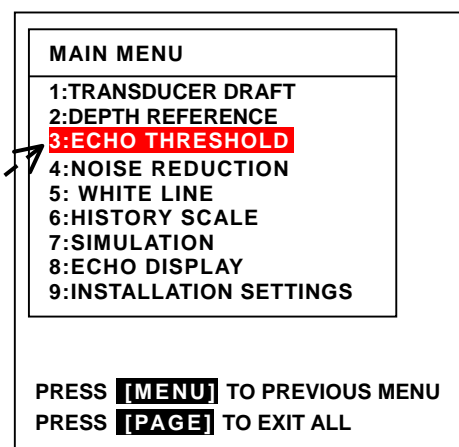 MAIN MENU
1:TRANSDUCER DRAFT
2:DEPTH REFERENCE
3:ECHO THRESHOLD
4:NOISE REDUCTION
5: WHITE LINE
6:HISTORY SCALE
7:SIMULATION
8:ECHO DISPLAY
9:INSTALLATION SETTINGS
PRESS [MENU] TO PREVIOUS MENU
PRESS [PAGE] TO EXIT ALL